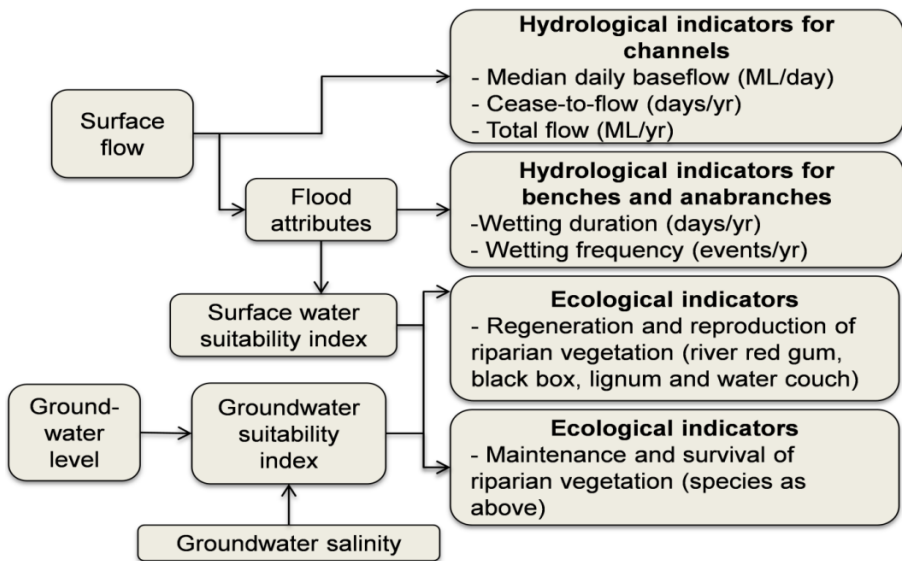 Surface
flow
Hydrological indicators for
channels
- Median daily baseflow (ML/day)
- Cease-to-flow (days/yr)
- Total flow (ML/yr)
Flood
attributes
Hydrological indicators for
benches and anabranches
-Wetting duration (days/yr)
- Wetting frequency (events/yr)
Surface water
suitability index
Ecological indicators
- Regeneration and reproduction of
riparian vegetation (river red gum,
black box, lignum and water couch)
Ground-
water
level
Groundwater
suitability
index
Ecological indicators
- Maintenance and survival of
riparian vegetation (species as
above)
Groundwater salinity